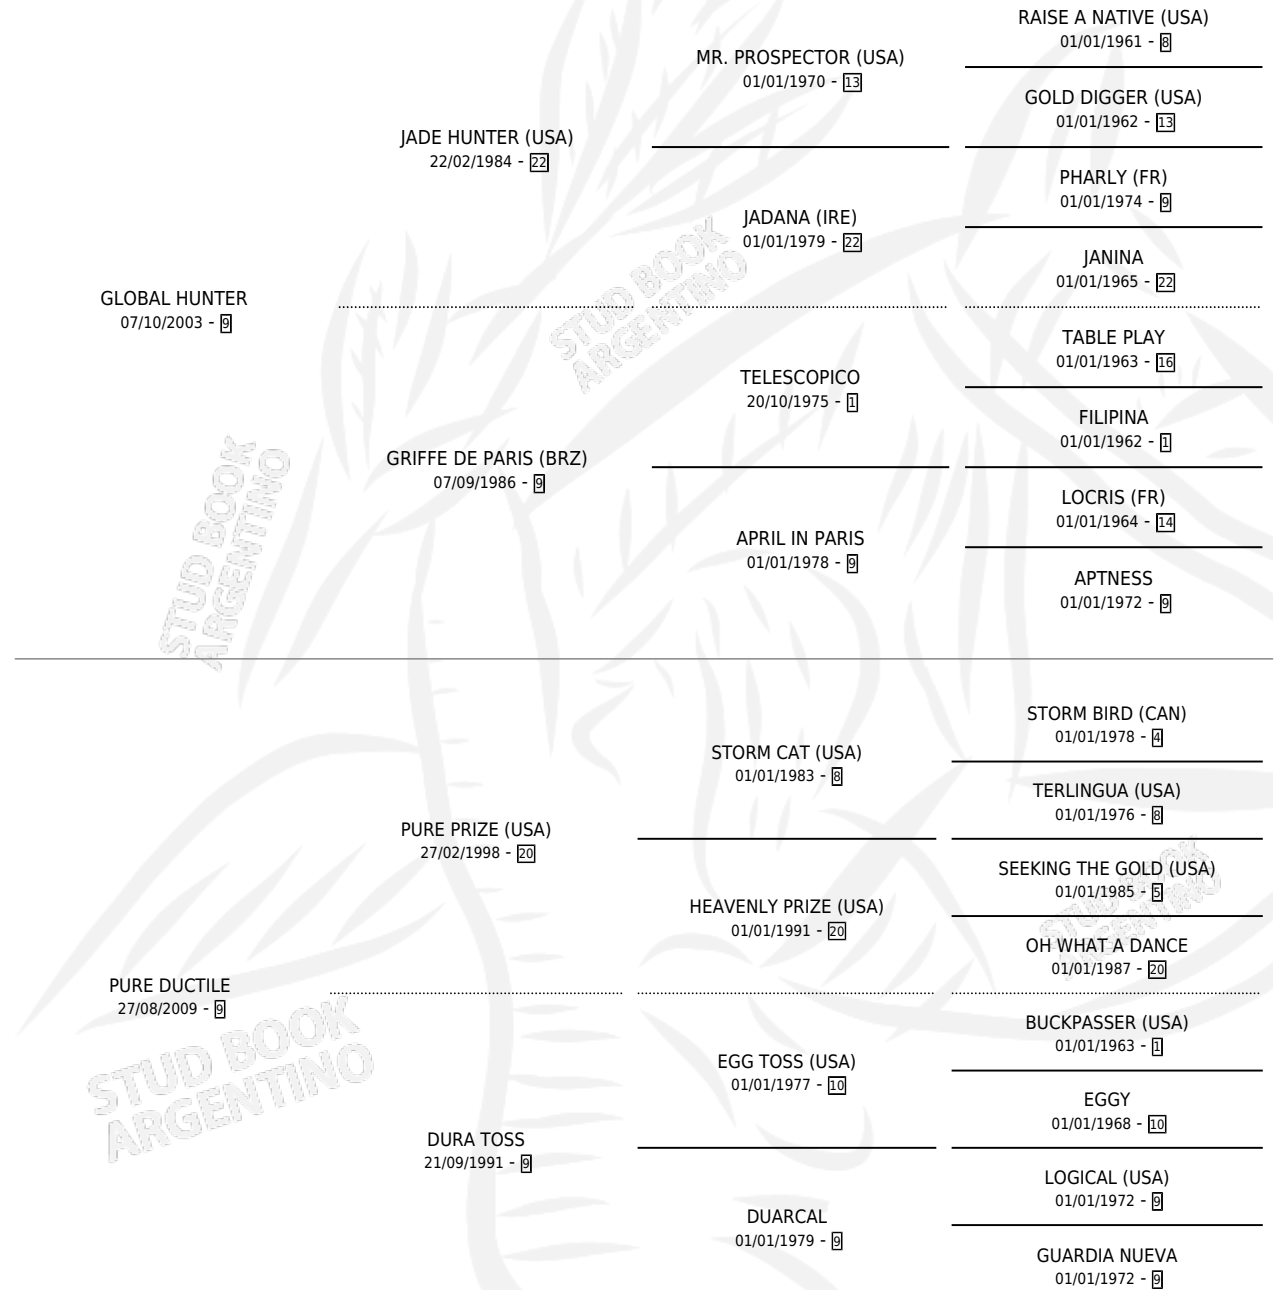 RAISE A NATIVE (USA)
01/01/1961 - 8
MR. PROSPECTOR (USA)
01/01/1970 - 13
GOLD DIGGER (USA)
01/01/1962 - 13
JADE HUNTER (USA)
22/02/1984 - 22
PHARLY (FR)
01/01/1974 - 9
JADANA (IRE)
01/01/1979 - 22
JANINA
01/01/1965 - 22
GLOBAL HUNTER
07/10/2003 - 9
STUD BOOK
ARGENTINO
TABLE PLAY
01/01/1963 - 16
TELESCOPICO
20/10/1975 - 1
FILIPINA
01/01/1962 - 1
GRIFFE DE PARIS (BRZ)
07/09/1986 - 9
LOCRIS (FR)
01/01/1964 - 14
APRIL IN PARIS
01/01/1978 - 9
APTNESS
01/01/1972 - 9
STUD BOOK
ARGENTINO
STORM BIRD (CAN)
01/01/1978 - 4
STORM CAT (USA)
01/01/1983 - 8
TERLINGUA (USA)
01/01/1976 - 8
PURE PRIZE (USA)
27/02/1998 - 20
SEEKING THE GOLD (USA)
01/01/1985 - 5
HEAVENLY PRIZE (USA)
01/01/1991 - 20
STUD BOOK
ARGENTINO
OH WHAT A DANCE
01/01/1987 - 20
PURE DUCTILE
27/08/2009 - 9
BUCKPASSER (USA)
01/01/1963 - 1
EGG TOSS (USA)
01/01/1977 - 10
STUD BOOK
ARGENTINO
EGGY
01/01/1968 - 10
DURA TOSS
21/09/1991 - 9
LOGICAL (USA)
01/01/1972 - 9
DUARCAL
01/01/1979 - 9
GUARDIA NUEVA
01/01/1972 - 9